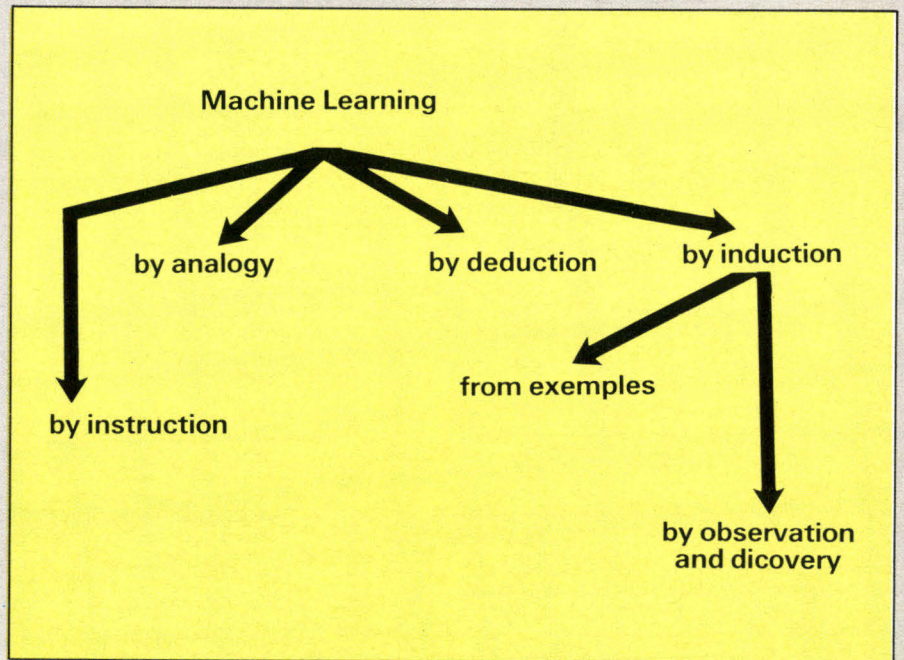 Machine Learning
by analogy
by deduction
by induction
from exemples
by instruction
by observation
and dicovery